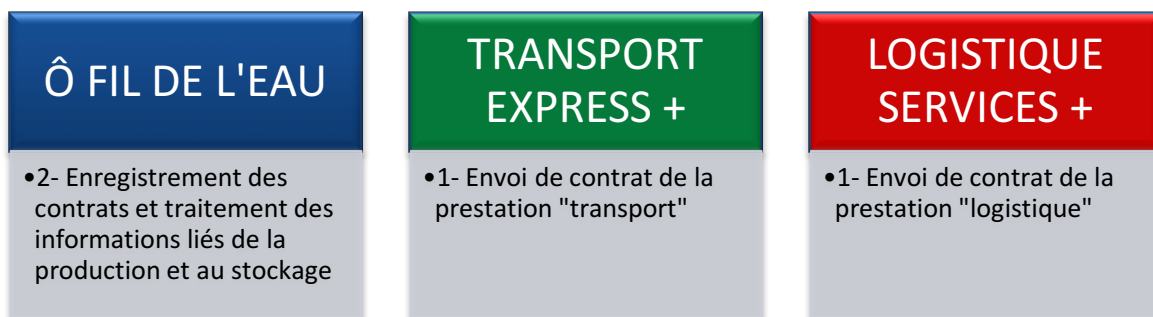 Ô FIL DE L'EAU
•2- Enregistrement des
contrats et traitement des
informations liés de la
production et au stockage
TRANSPORT
EXPRESS +
•1- Envoi de contrat de la
prestation "transport"
LOGISTIQUE
SERVICES +
•1- Envoi de contrat de la
prestation "logistique"